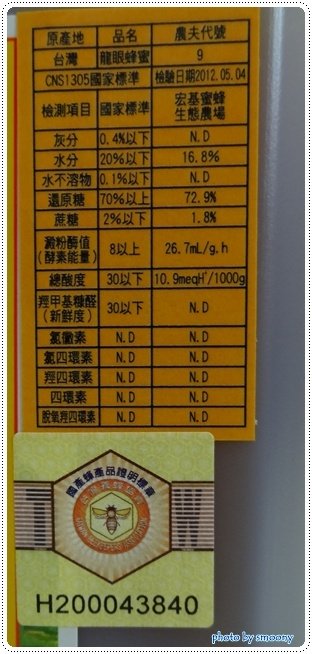 原產地 品名 農夫代號
台灣 龍眼蜂蜜 9
CNS1305國家標準 檢驗日期2012.05.04
檢測項目 國家標準 宏基蜜蜂
生態農場
灰分 0.4%以下 N.D
水分 20%以下 16.8%
水不溶物 0.1%以下 N.D
還原糖 70%以上 72.9%
蔗糖 2%以下 1.8%
澱粉酶值
(酵素能量) 8以上 26.7mL/g.h
總酸度 30以下 10.9meqH⁺/1000g
羥甲基糠醛
(新鮮度) 30以下 N.D
氯黴素 N.D N.D
氯四環素 N.D N.D
羥四環素 N.D N.D
四環素 N.D N.D
脫氧羥四環素 N.D N.D
國產蜂產品證明標章
H200043840
photo by smoony